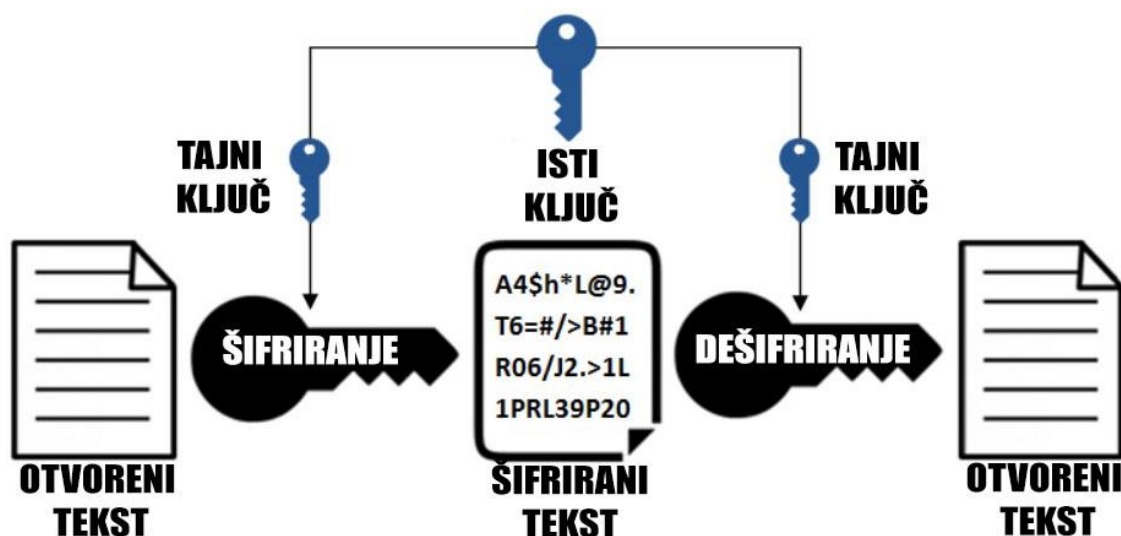 TAJNI
KLJUČ
ISTI
KLJUČ
TAJNI
KLJUČ
ŠIFRIRANJE
A4$h*L@9.
T6=#/>B#1
R06/J2.>1L
1PRL39P20
DEŠIFRIRANJE
OTVORENI
TEKST
ŠIFRIRANI
TEKST
OTVORENI
TEKST